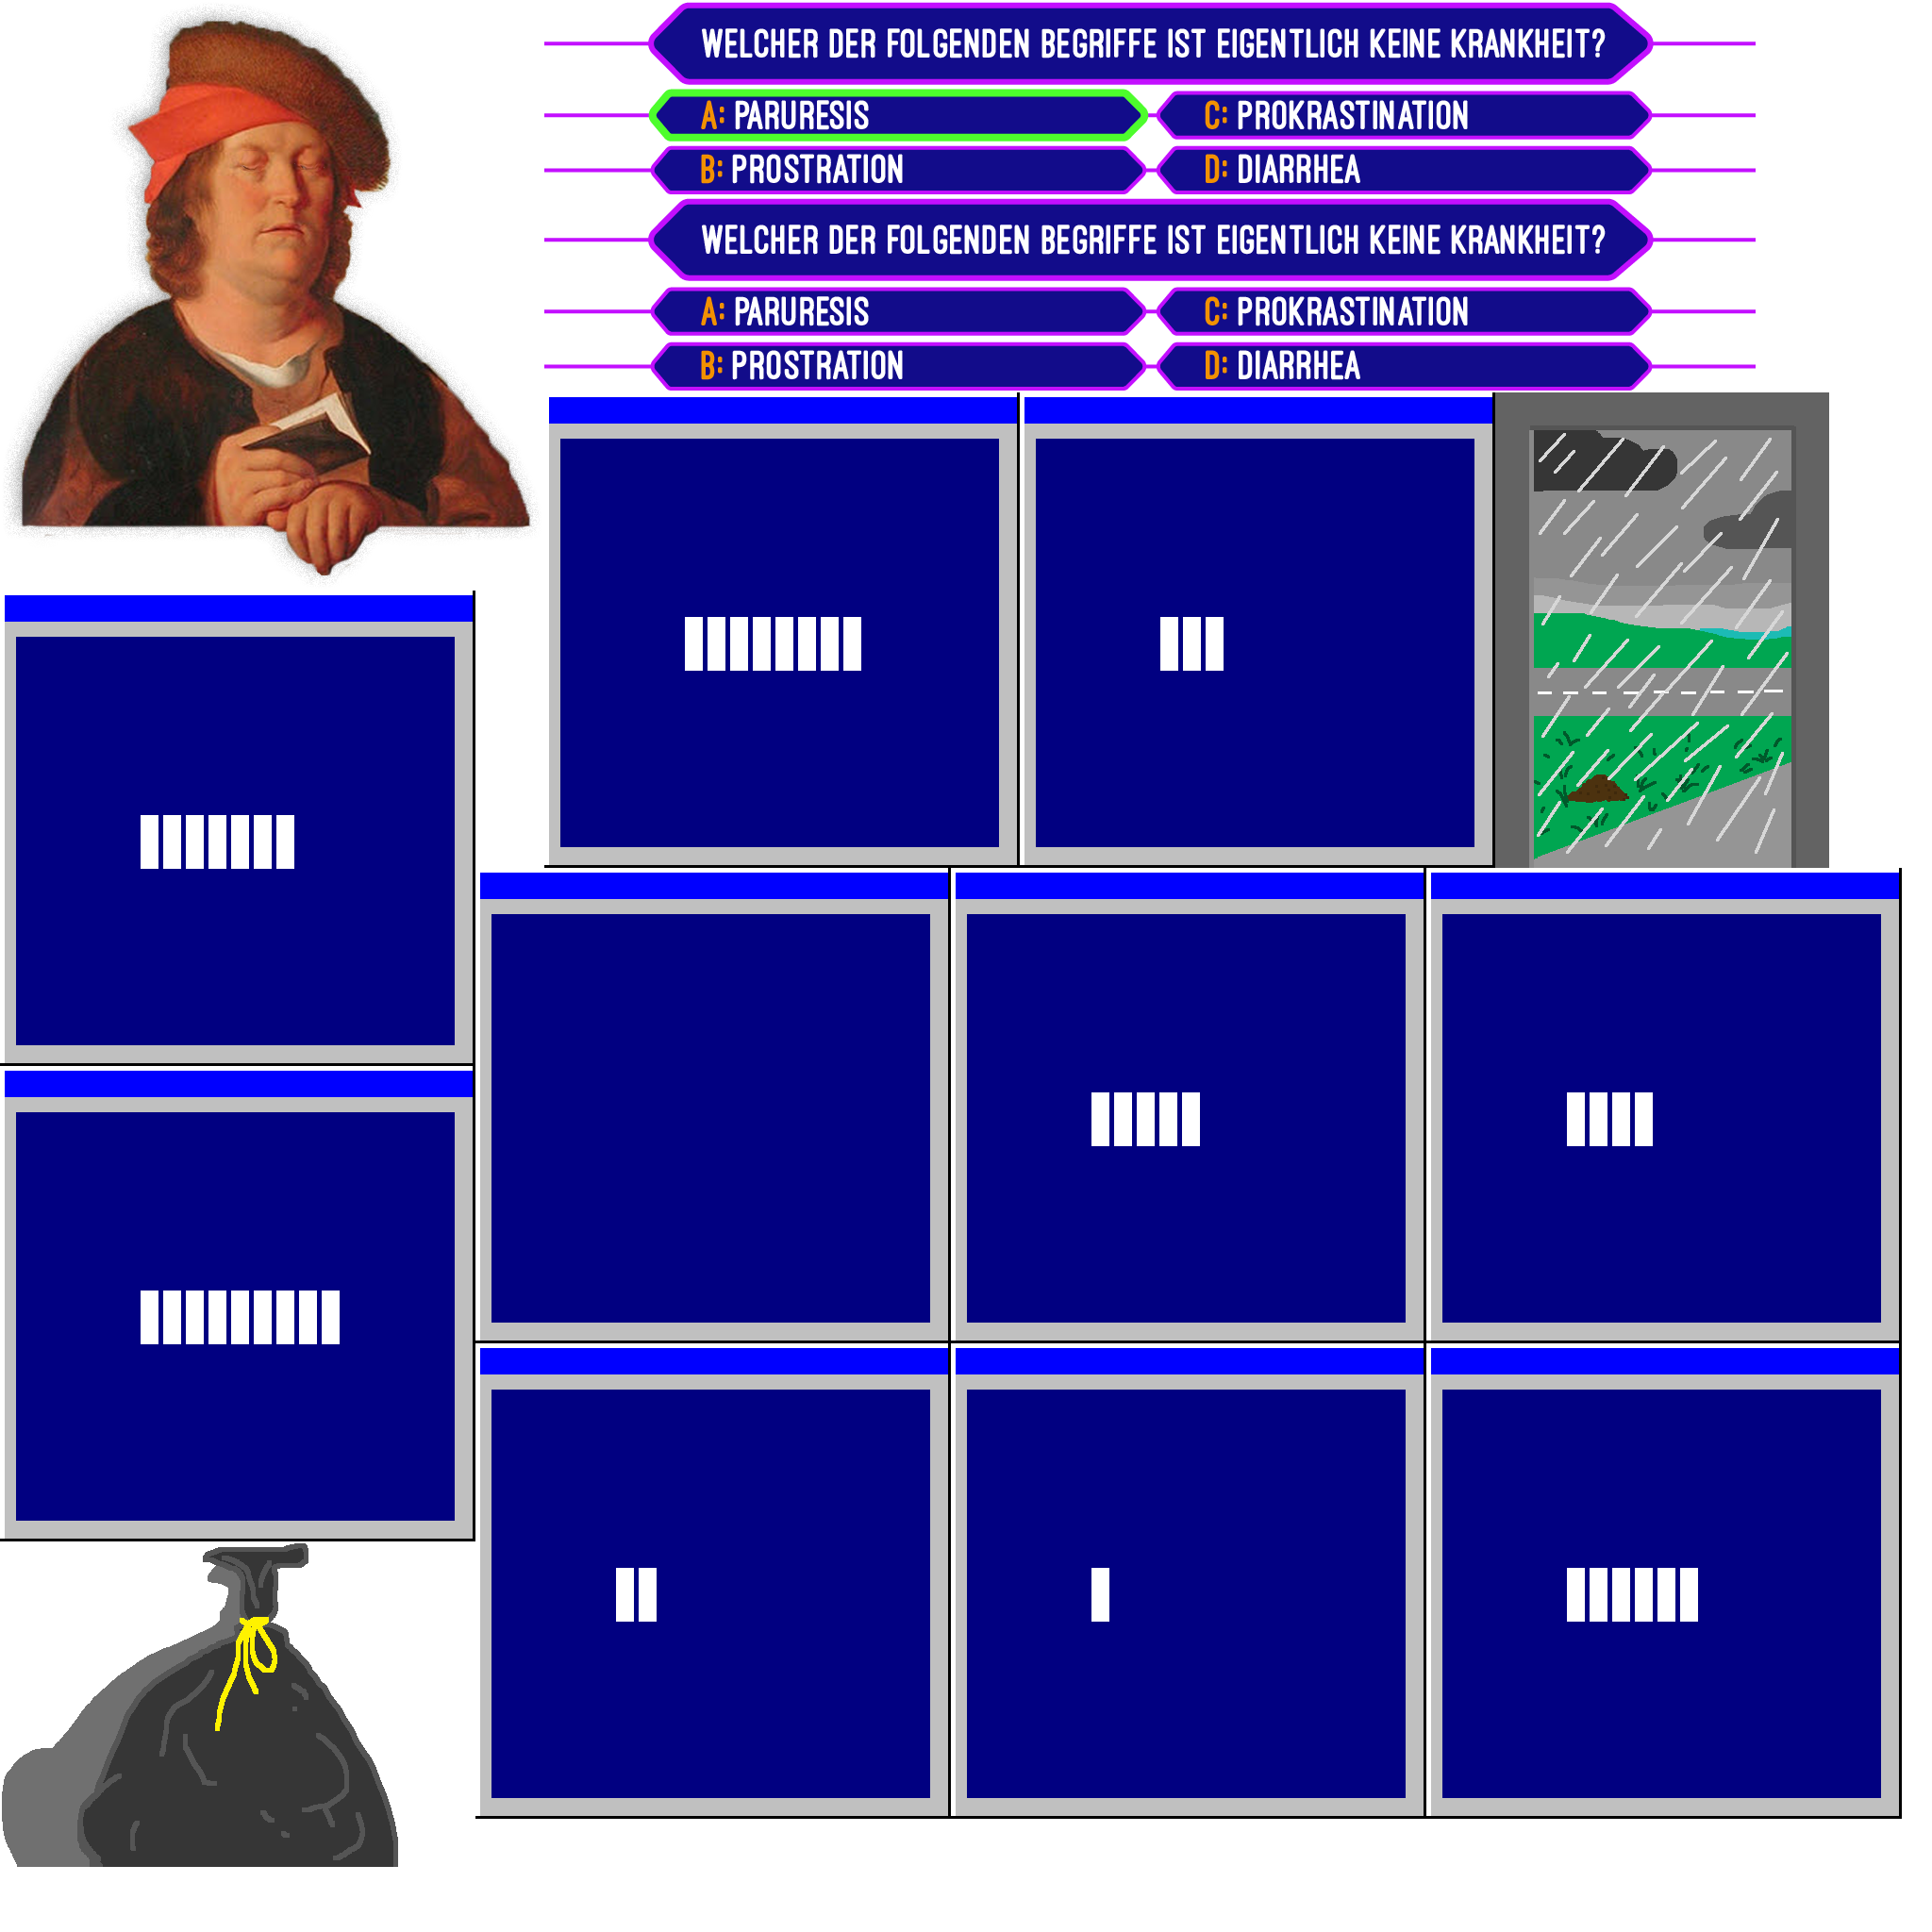 WELCHER DER FOLGENDEN BEGRIFFE IST EIGENTLICH KEINE KRANKHEIT?
A: PARURESIS
C: PROKRASTINATION
B: PROSTRATION
D: DIARRHEA
WELCHER DER FOLGENDEN BEGRIFFE IST EIGENTLICH KEINE KRANKHEIT?
A: PARURESIS
C: PROKRASTINATION
B: PROSTRATION
D: DIARRHEA